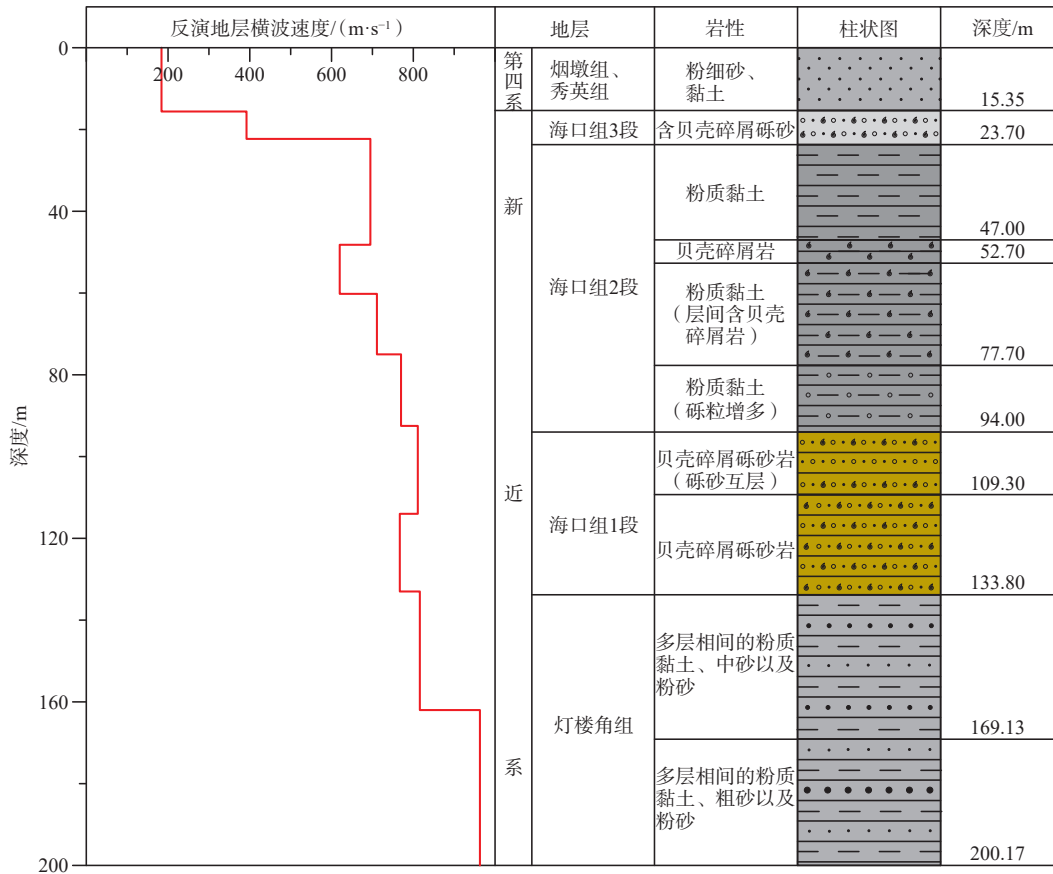 反演地层横波速度/(m·s⁻¹)
地层
岩性
柱状图
深度/m
0
200
400
600
800
40
80
120
160
200
深度/m
第四系
新近系
烟墩组、
秀英组
粉细砂、
黏土
15.35
海口组3段
含贝壳碎屑砾砂
23.70
海口组2段
粉质黏土
47.00
贝壳碎屑岩
52.70
粉质黏土
（层间含贝壳
碎屑岩）
77.70
粉质黏土
（砾粒增多）
94.00
海口组1段
贝壳碎屑砾砂岩
（砾砂互层）
109.30
贝壳碎屑砾砂岩
133.80
灯楼角组
多层相间的粉质
黏土、中砂以及
粉砂
169.13
多层相间的粉质
黏土、粗砂以及
粉砂
200.17